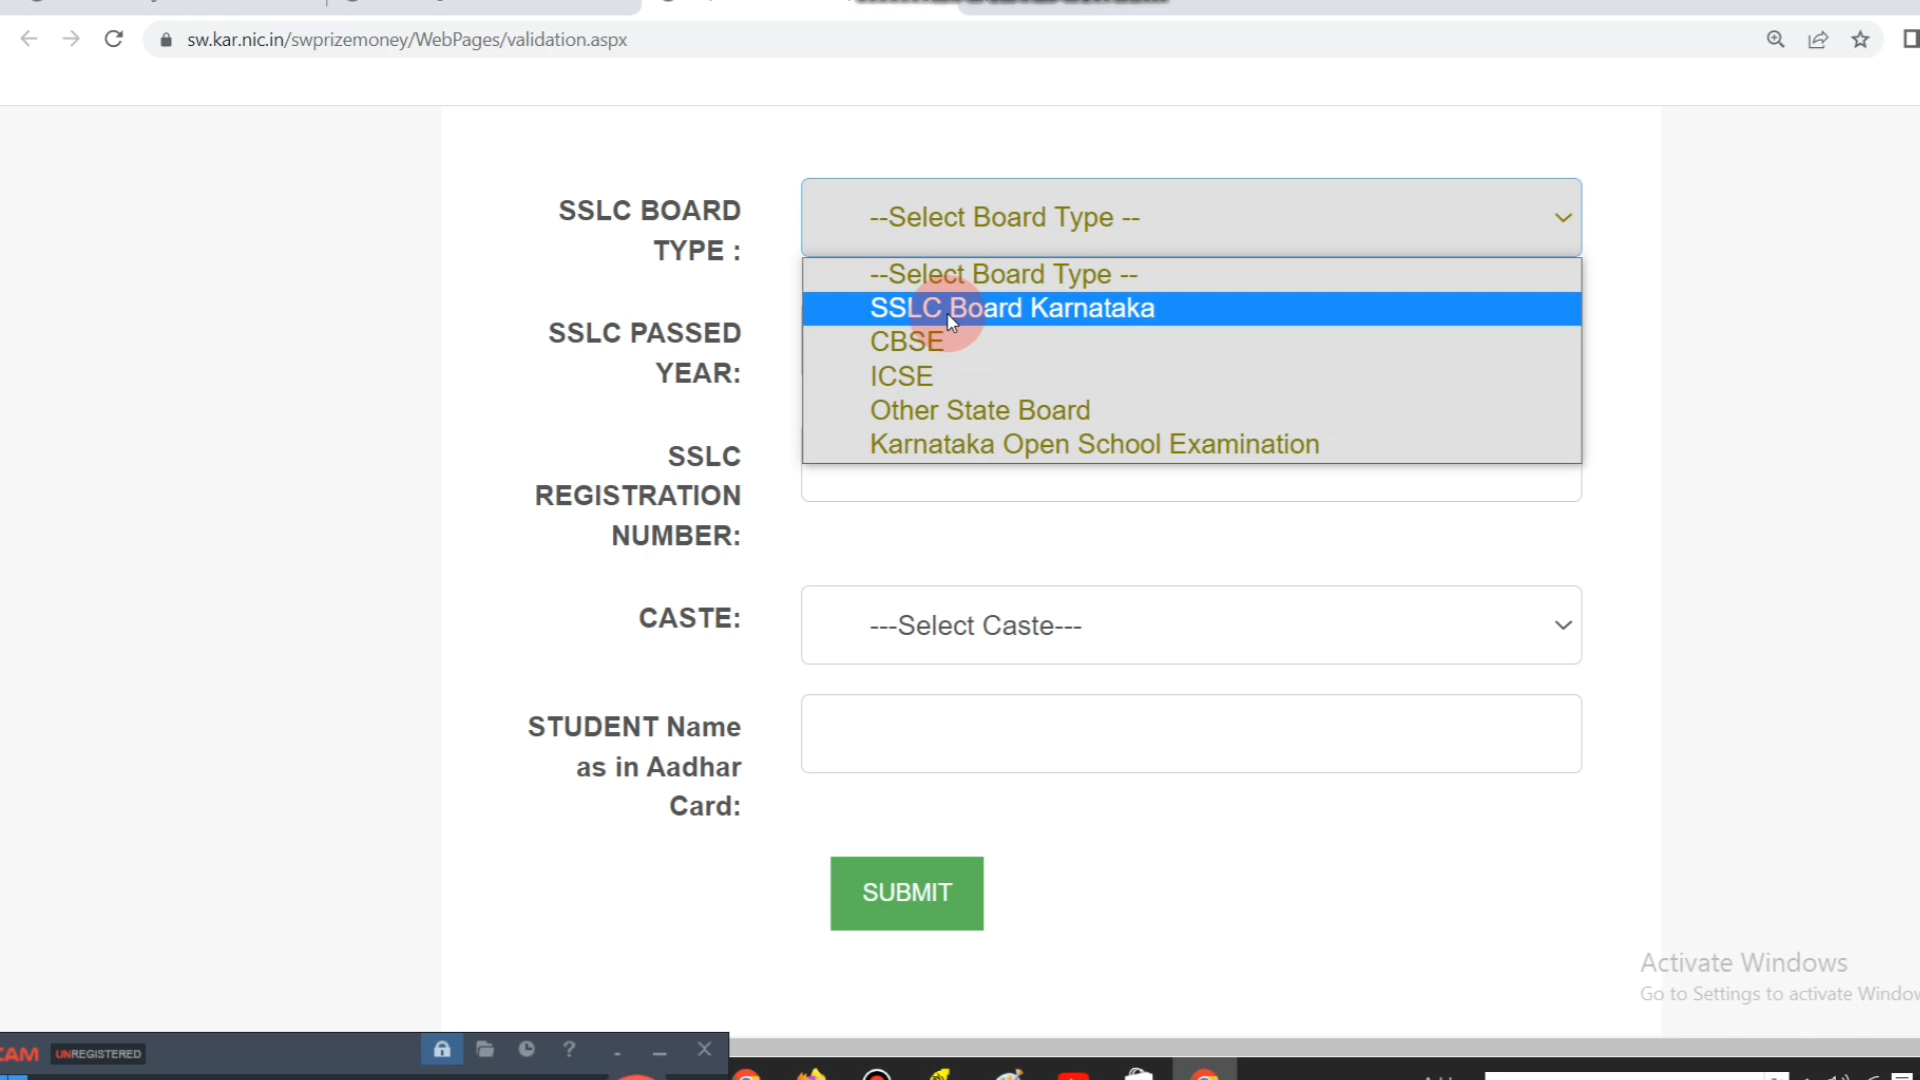 sw.kar.nic.in/swprizemoney/WebPages/validation.aspx
SSLC BOARD
TYPE :
--Select Board Type --
--Select Board Type --
SSLC Board Karnataka
CBSE
ICSE
Other State Board
Karnataka Open School Examination
SSLC PASSED
YEAR:
SSLC
REGISTRATION
NUMBER:
CASTE:
---Select Caste---
STUDENT Name
as in Aadhar
Card:
SUBMIT
Activate Windows
Go to Settings to activate
CAM UNREGISTERED